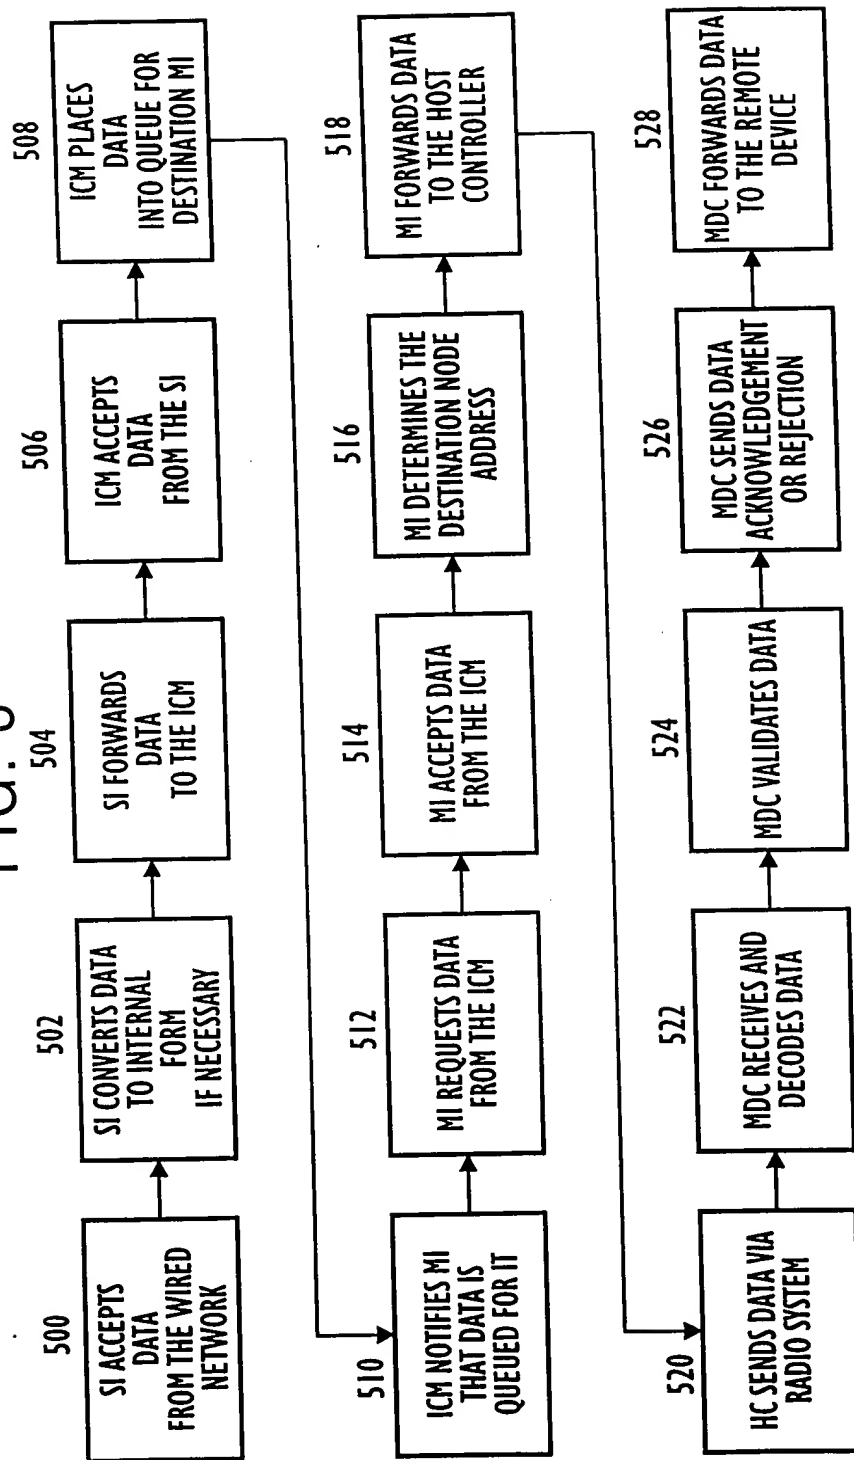 FIG. 6
500
SI ACCEPTS
DATA
FROM THE WIRED
NETWORK
502
SI CONVERTS DATA
TO INTERNAL
FORM
IF NECESSARY
504
SI FORWARDS
DATA
TO THE ICM
506
ICM ACCEPTS
DATA
FROM THE SI
508
ICM PLACES
DATA
INTO QUEUE FOR
DESTINATION MI
510
ICM NOTIFIES MI
THAT DATA IS
QUEUED FOR IT
512
MI REQUESTS DATA
FROM THE ICM
514
MI ACCEPTS DATA
FROM THE ICM
516
MI DETERMINES THE
DESTINATION NODE
ADDRESS
518
MI FORWARDS DATA
TO THE HOST
CONTROLLER
520
HC SENDS DATA VIA
RADIO SYSTEM
522
MDC RECEIVES AND
DECODES DATA
524
MDC VALIDATES DATA
526
MDC SENDS DATA
ACKNOWLEDGEMENT
OR REJECTION
528
MDC FORWARDS DATA
TO THE REMOTE
DEVICE